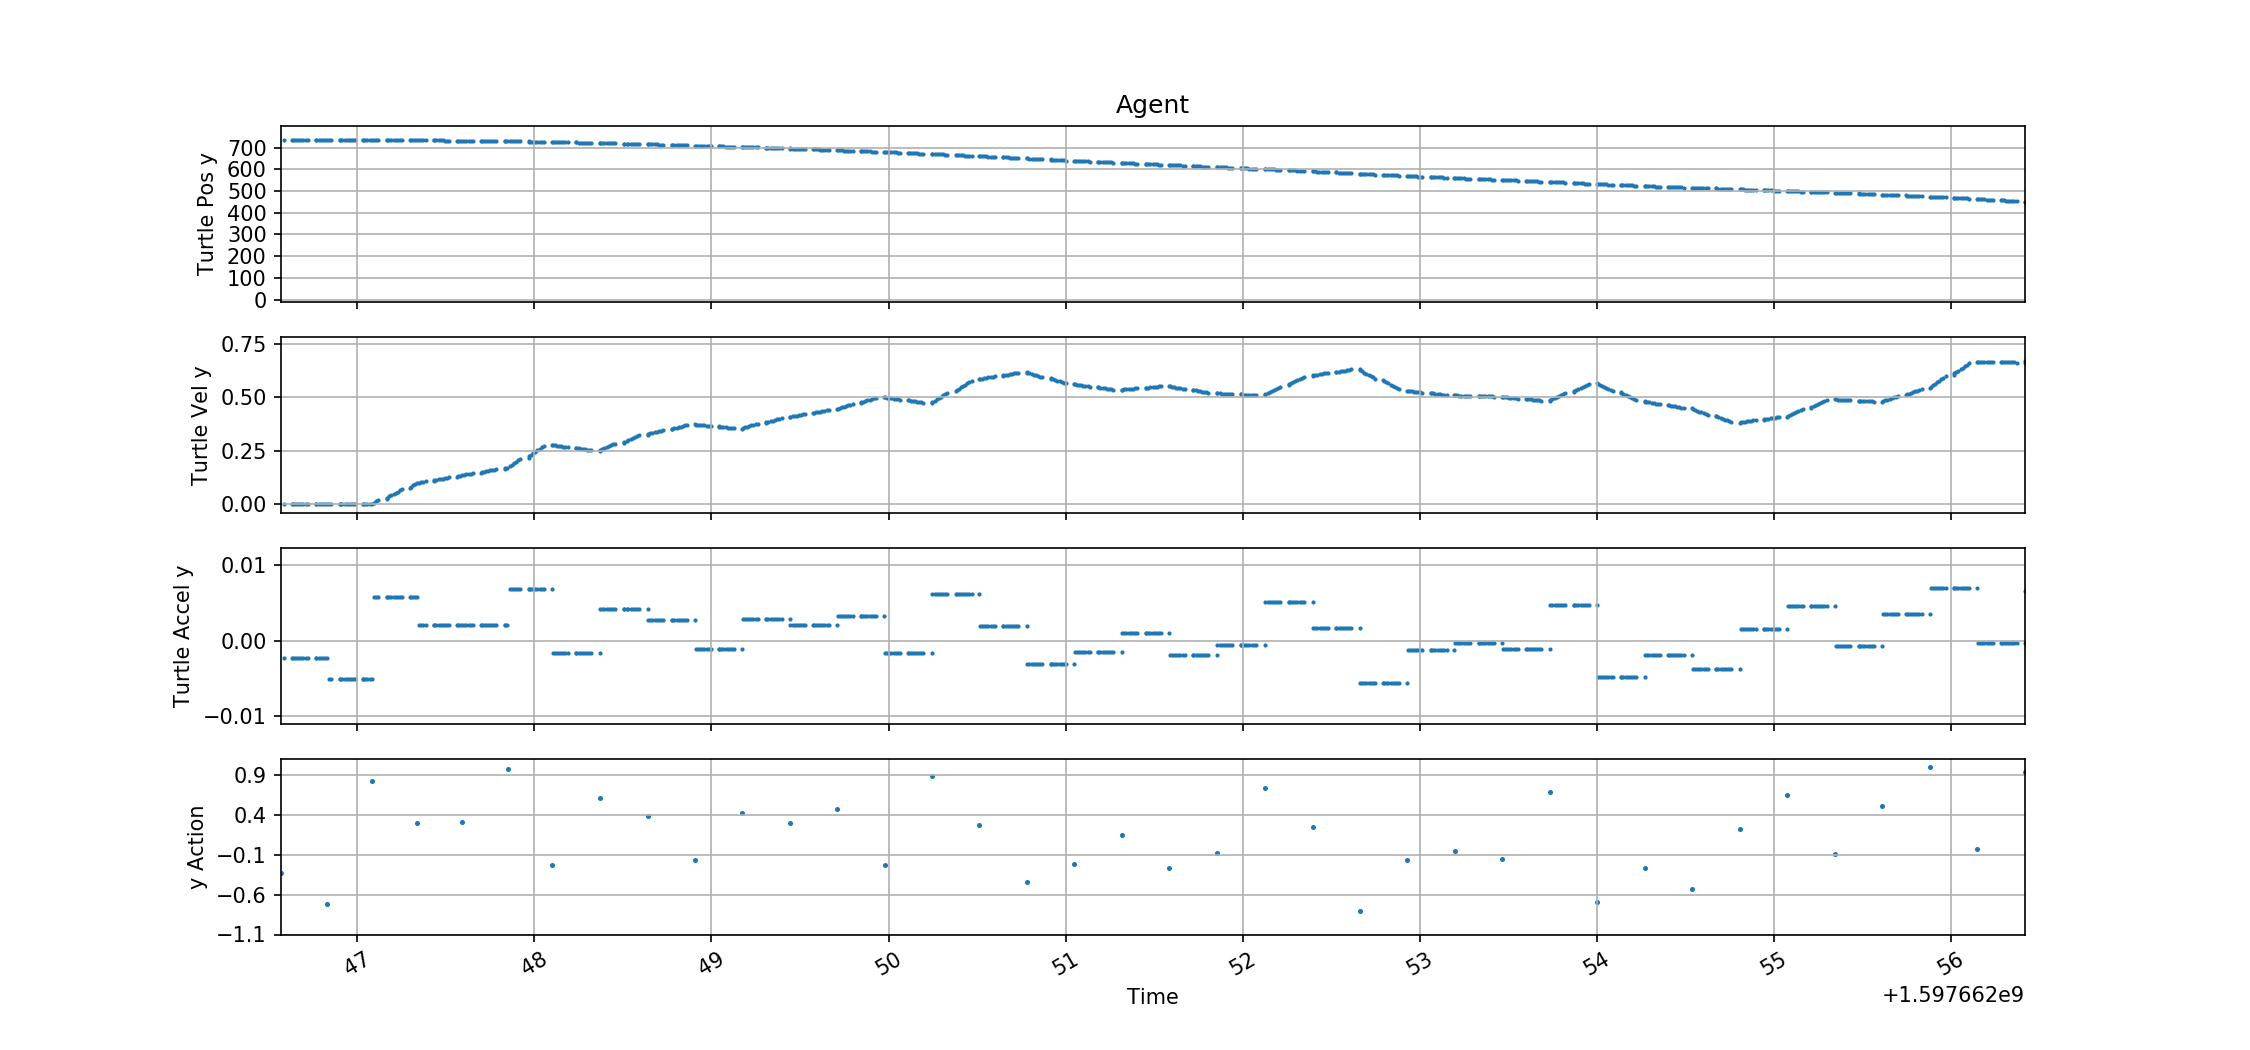 Agent
Turtle Pos y
700
600
500
400
300
200
100
0
Turtle Vel y
0.75
0.50
0.25
0.00
Turtle Accel y
0.01
0.00
−0.01
y Action
0.9
0.4
−0.1
−0.6
−1.1
47 48 49 50 51 52 53 54 55 56
Time
+1.597662e9